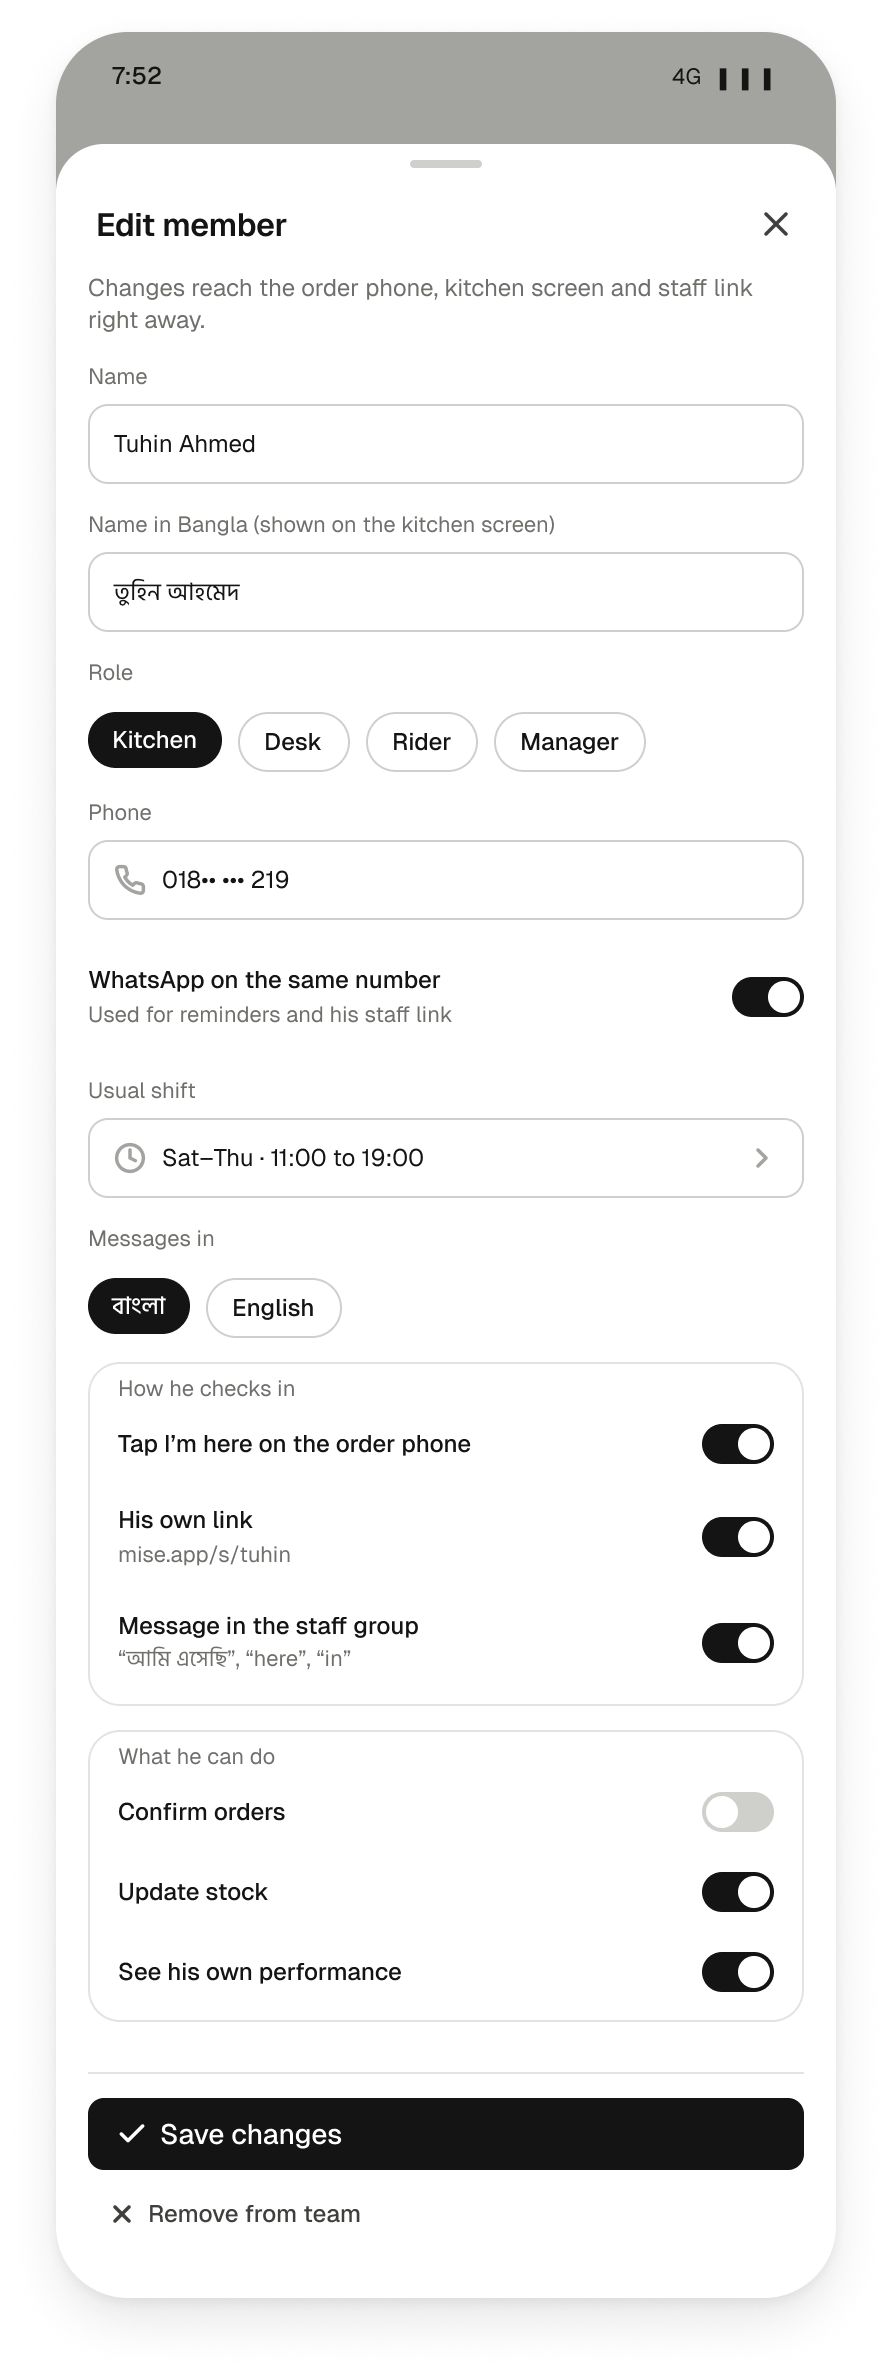 7:52
4G
Edit member
Changes reach the order phone, kitchen screen and staff link
right away.
Name
Tuhin Ahmed
Name in Bangla (shown on the kitchen screen)
তুহিন আহমেদ
Role
Kitchen Desk Rider Manager
Phone
018•• ••• 219
WhatsApp on the same number
Used for reminders and his staff link
Usual shift
Sat–Thu · 11:00 to 19:00
Messages in
বাংলা English
How he checks in
Tap I’m here on the order phone
His own link
mise.app/s/tuhin
Message in the staff group
“আমি এসেছি”, “here”, “in”
What he can do
Confirm orders
Update stock
See his own performance
Save changes
Remove from team